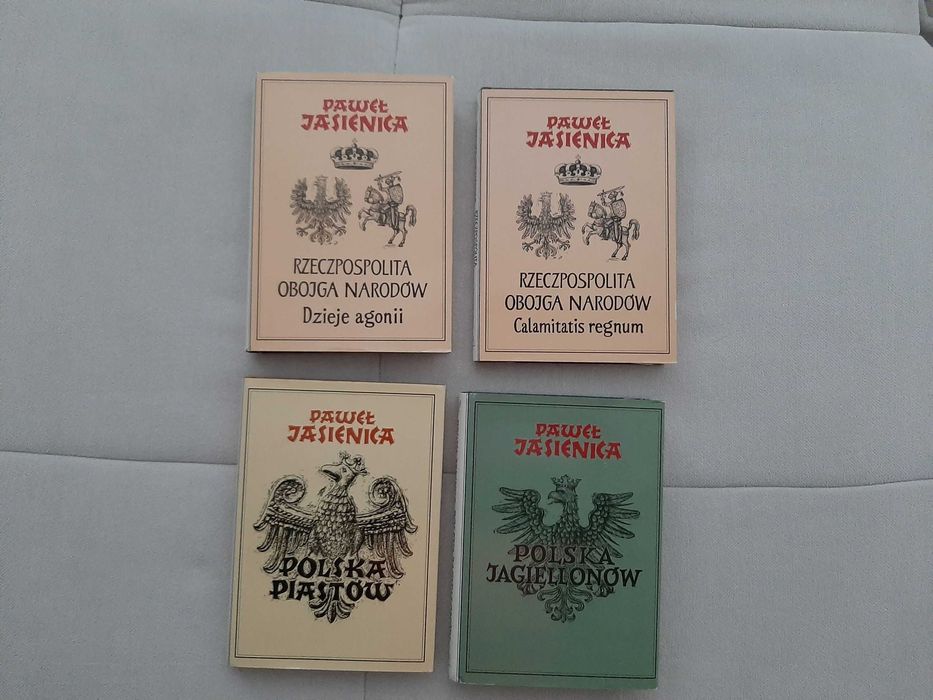 PAWEŁ
JASIENICA
RZECZPOSPOLITA
OBOJGA NARODÓW
Dzieje agonii
PAWEŁ
JASIENICA
RZECZPOSPOLITA
OBOJGA NARODÓW
Calamitatis regnum
PAWEŁ
JASIENICA
POLSKA
PIASTÓW
PAWEŁ
JASIENICA
POLSKA
JAGIELLONÓW